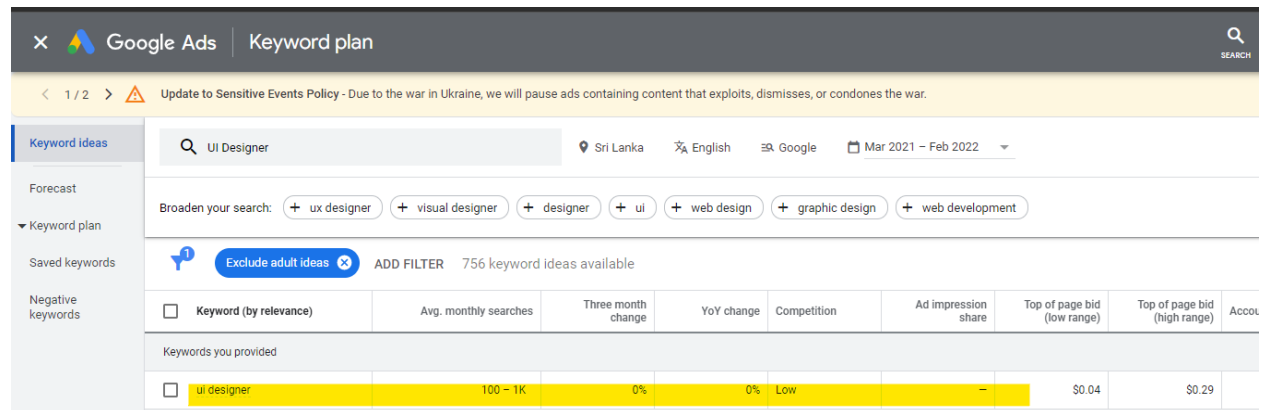 Google Ads Keyword plan
SEARCH
1 / 2 Update to Sensitive Events Policy - Due to the war in Ukraine, we will pause ads containing content that exploits, dismisses, or condones the war.
Keyword ideas
Forecast
Keyword plan
Saved keywords
Negative
keywords
UI Designer Sri Lanka English Google Mar 2021 – Feb 2022
Broaden your search: + ux designer + visual designer + designer + ui + web design + graphic design + web development
1 Exclude adult ideas ADD FILTER 756 keyword ideas available
Keyword (by relevance) Avg. monthly searches Three month change YoY change Competition Ad impression share Top of page bid (low range) Top of page bid (high range) Accou
Keywords you provided
ui designer 100 – 1K 0% 0% Low – $0.04 $0.29